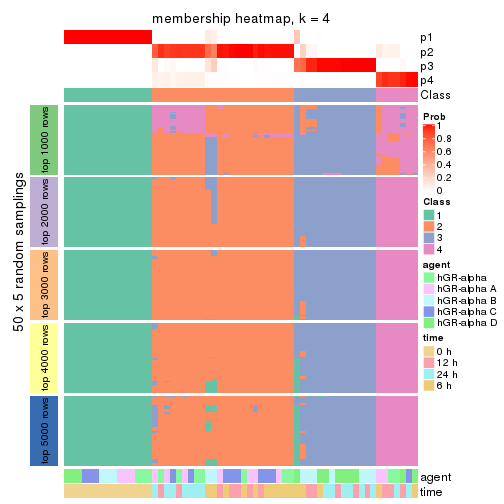 membership heatmap, k = 4
p1
p2
p3
p4
Class
50 x 5 random samplings
top 1000 rows
top 2000 rows
top 3000 rows
top 4000 rows
top 5000 rows
Prob
1
0.8
0.6
0.4
0.2
0
Class
1
2
3
4
agent
hGR-alpha
hGR-alpha A
hGR-alpha B
hGR-alpha C
hGR-alpha D
time
0 h
12 h
24 h
6 h
agent
time